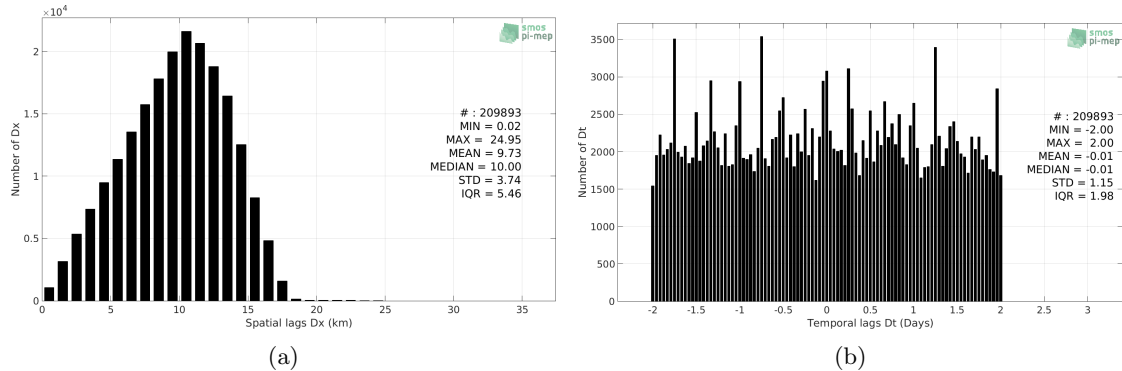 ×10⁴
2
1.5
1
0.5
0
Number of Dx
0 5 10 15 20 25 30 35
Spatial lags Dx (km)
smos
pi-mep
# : 209893
MIN = 0.02
MAX = 24.95
MEAN = 9.73
MEDIAN = 10.00
STD = 3.74
IQR = 5.46
(a)
3500
3000
2500
2000
1500
1000
500
0
Number of Dt
-2 -1.5 -1 -0.5 0 0.5 1 1.5 2 2.5 3
Temporal lags Dt (Days)
smos
pi-mep
# : 209893
MIN = -2.00
MAX = 2.00
MEAN = -0.01
MEDIAN = -0.01
STD = 1.15
IQR = 1.98
(b)